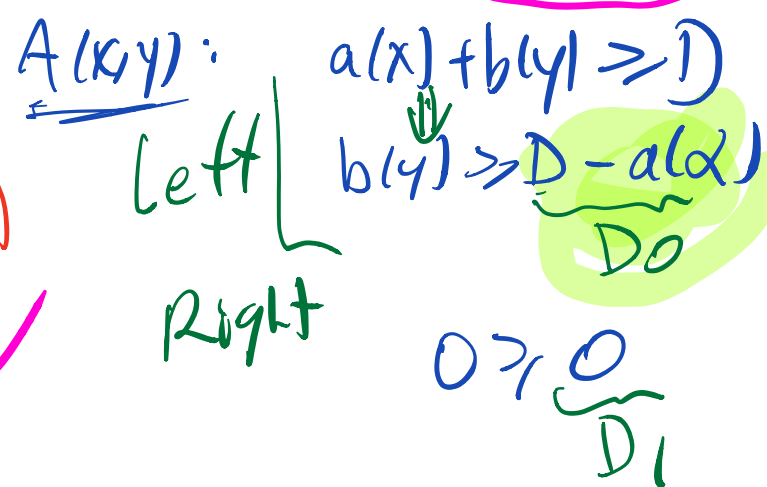 A(x,y): a(x)+b(y)≥D
⇓
Left b(y)≥D-a(α)
D0
Right
0≥0
D1